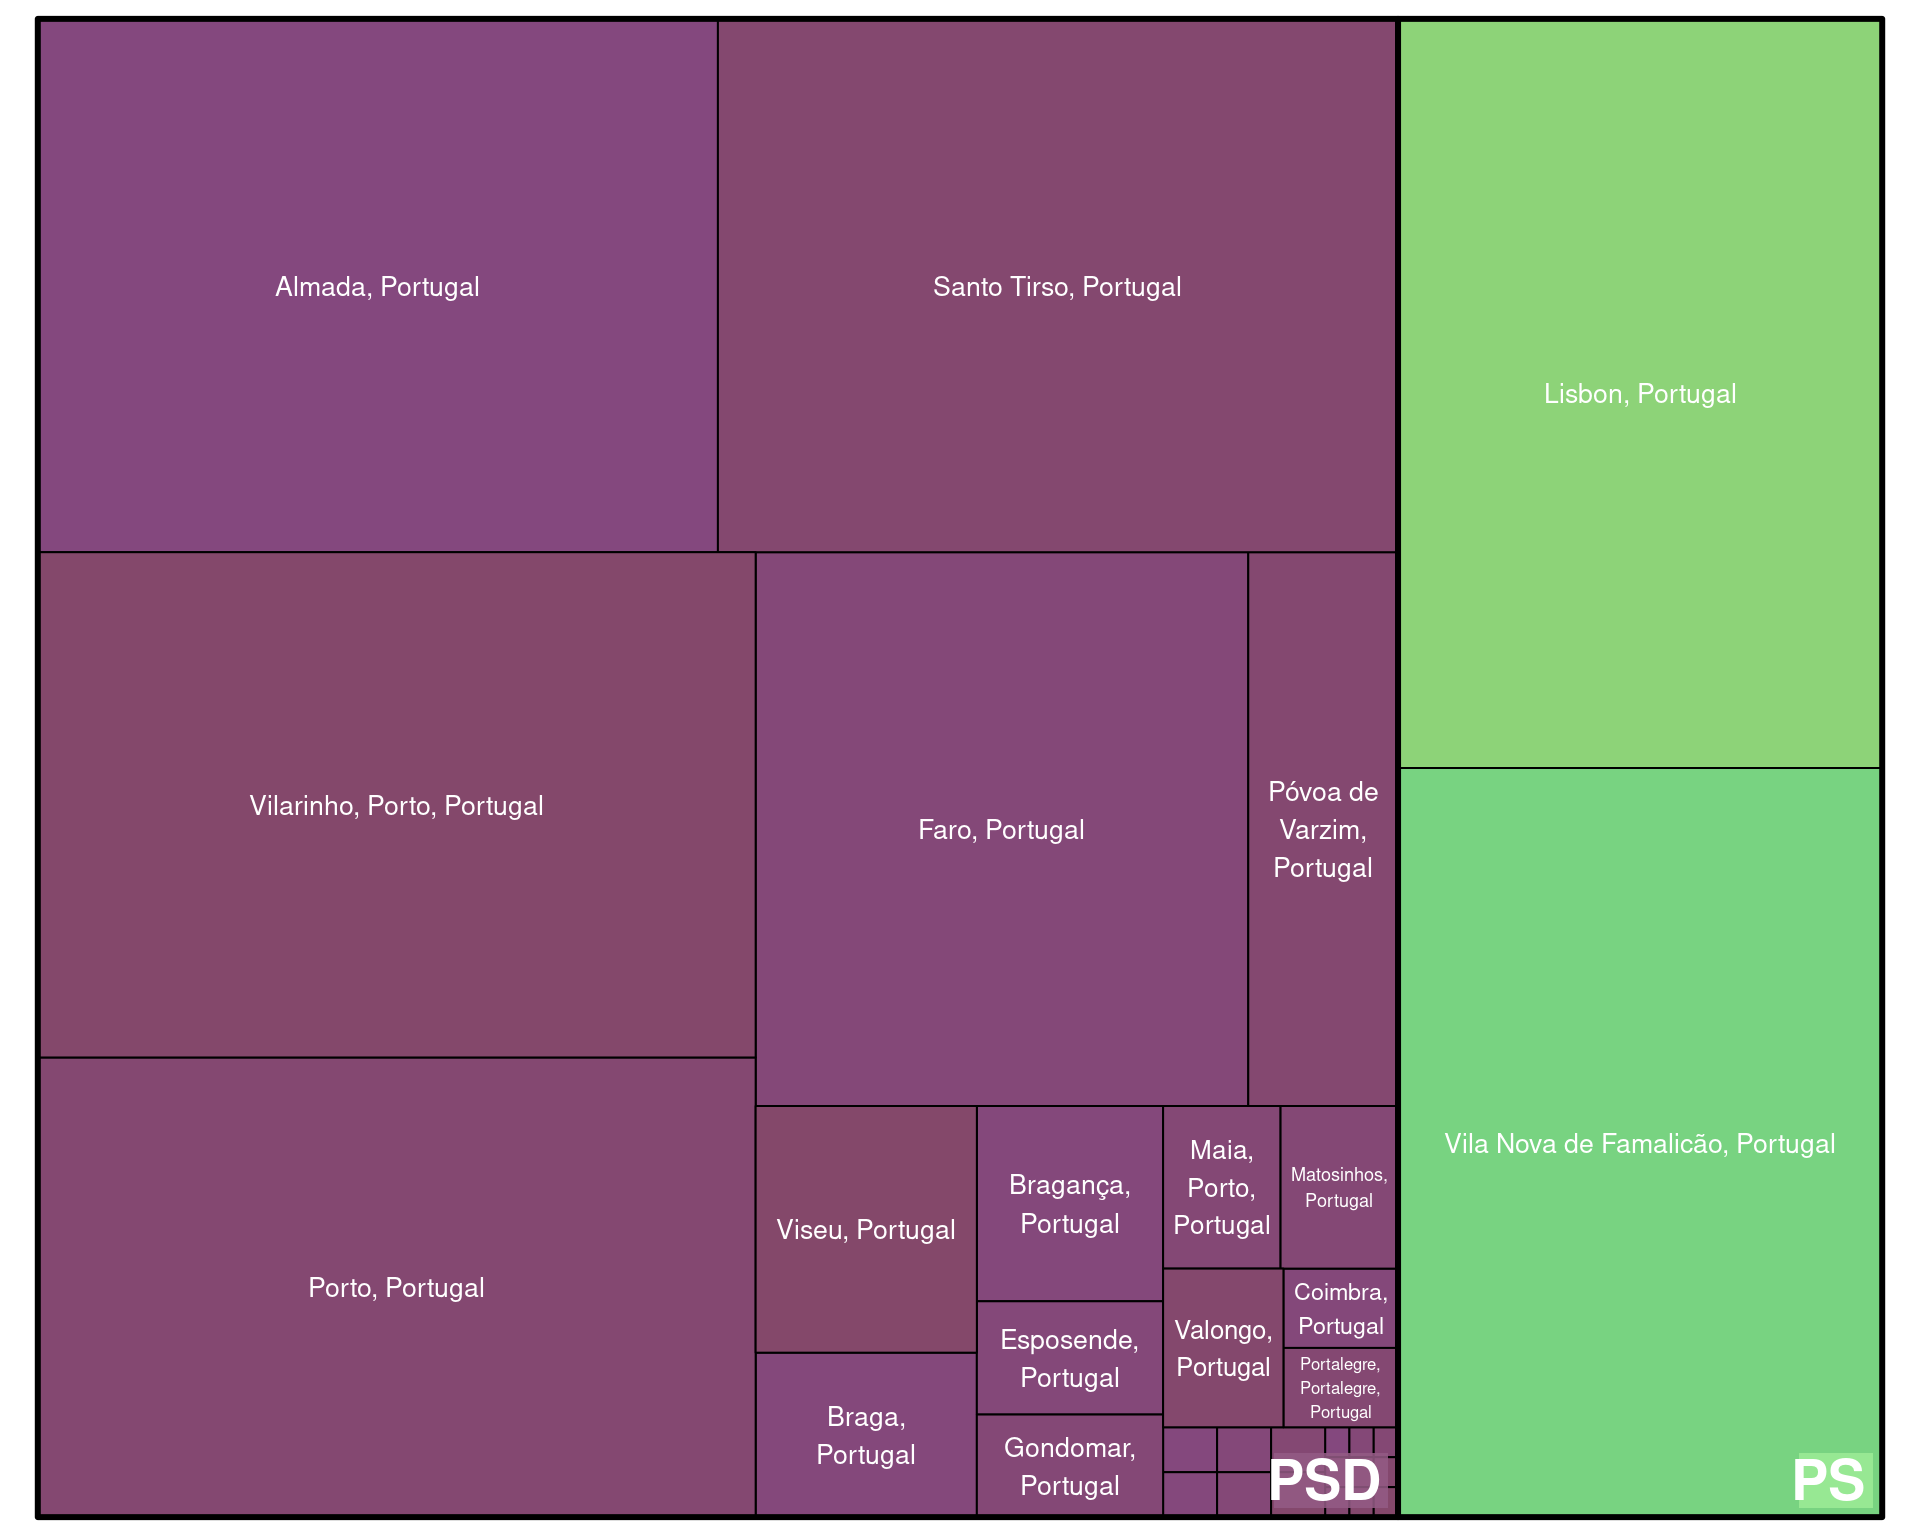 Almada, Portugal
Santo Tirso, Portugal
Lisbon, Portugal
Vilarinho, Porto, Portugal
Faro, Portugal
Póvoa de
Varzim,
Portugal
Vila Nova de Famalicão, Portugal
Porto, Portugal
Viseu, Portugal
Bragança,
Portugal
Maia,
Porto,
Portugal
Matosinhos,
Portugal
Esposende,
Portugal
Valongo,
Portugal
Coimbra,
Portugal
Portalegre,
Portalegre,
Portugal
Braga,
Portugal
Gondomar,
Portugal
PSD
PS